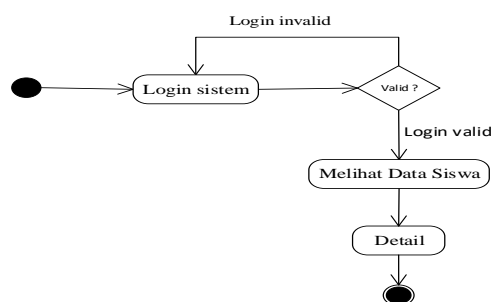 Login invalid
Login sistem
Valid ?
Login valid
Melihat Data Siswa
Detail